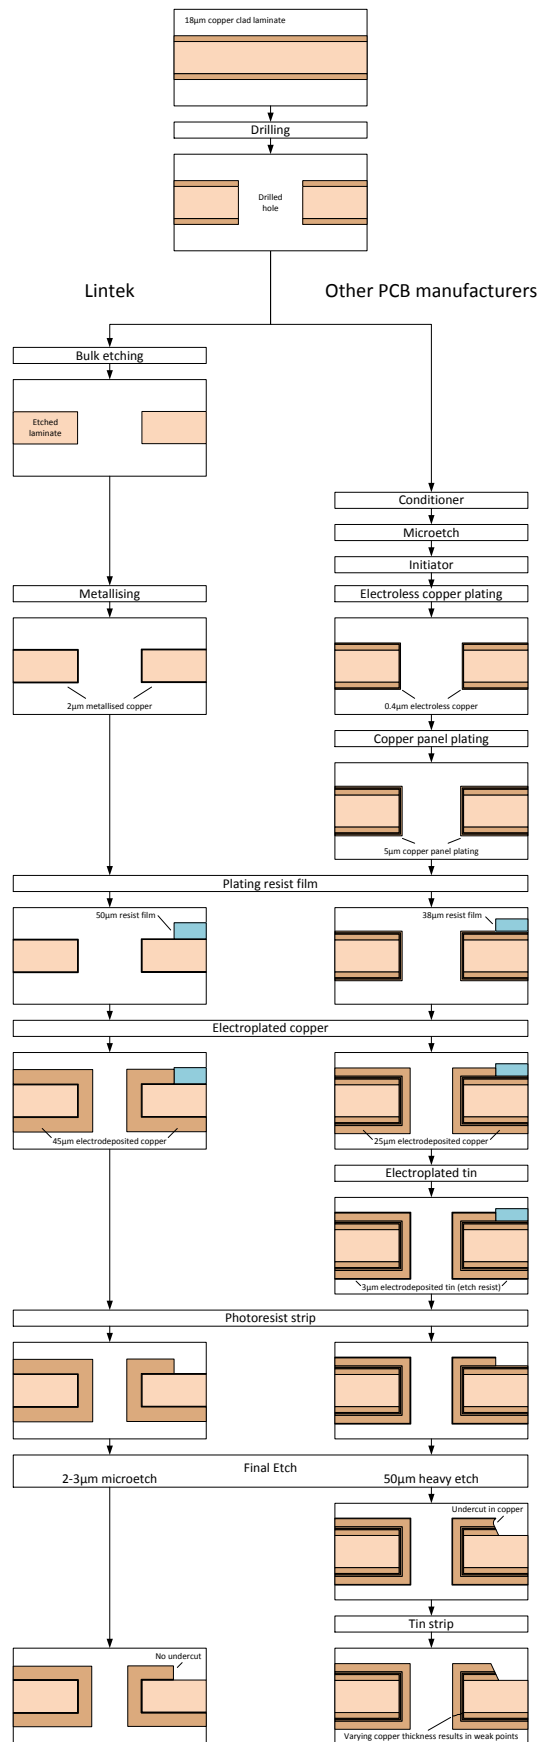 18µm copper clad laminate
Drilling
Drilled
hole
Lintek
Other PCB manufacturers
Bulk etching
Etched
laminate
Conditioner
Microetch
Initiator
Metallising
Electroless copper plating
2µm metallised copper
0.4µm electroless copper
Copper panel plating
5µm copper panel plating
Plating resist film
50µm resist film
38µm resist film
Electroplated copper
45µm electrodeposited copper
25µm electrodeposited copper
Electroplated tin
3µm electrodeposited tin (etch resist)
Photoresist strip
Final Etch
2-3µm microetch
50µm heavy etch
Undercut in copper
Tin strip
No undercut
Varying copper thickness results in weak points